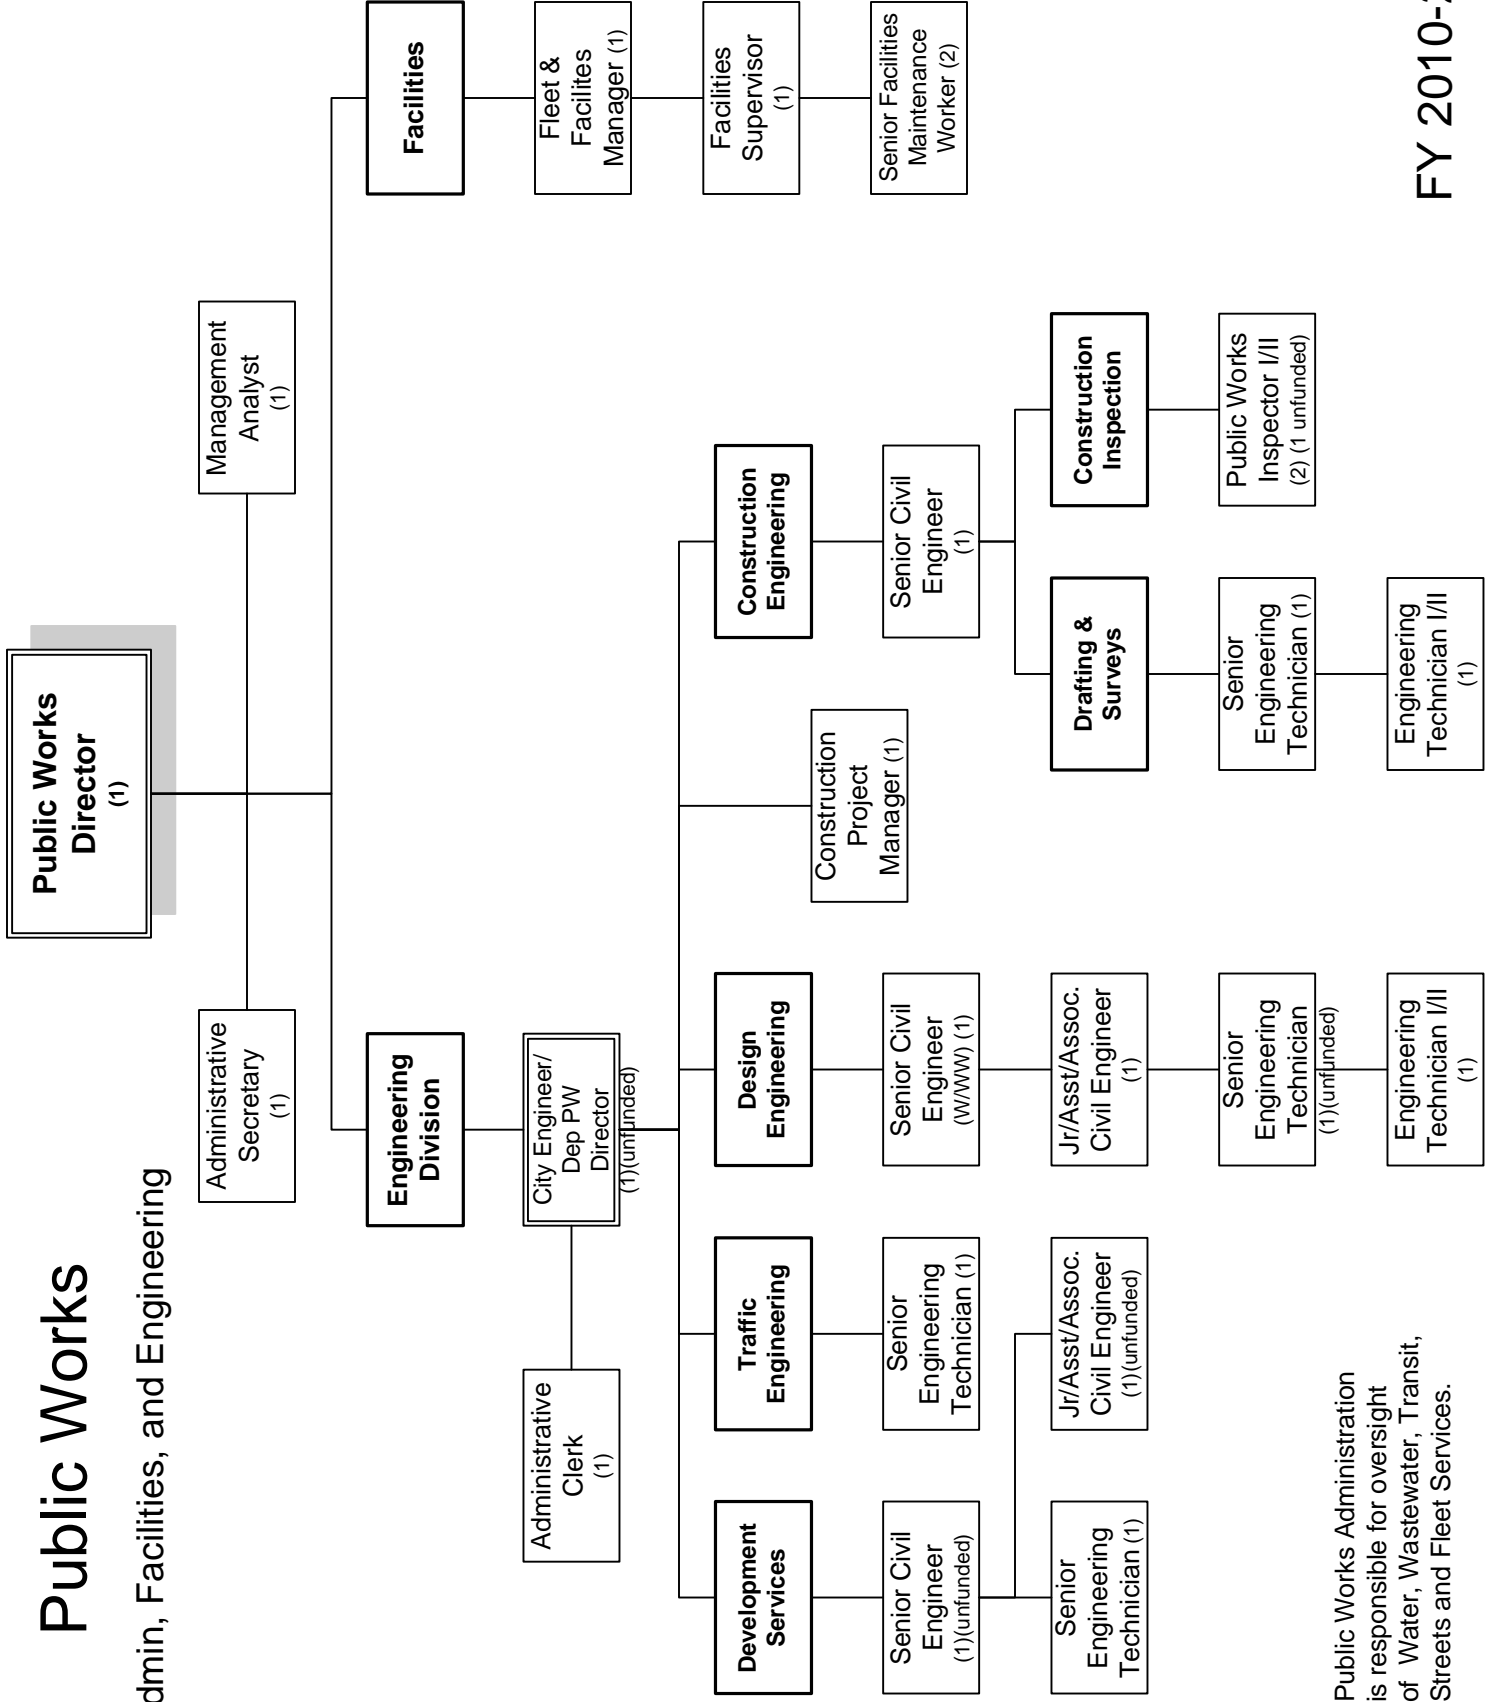 Public Works
dmin, Facilities, and Engineering
Public Works
Director
(1)
Administrative
Secretary
(1)
Management
Analyst
(1)
Engineering
Division
Facilities
City Engineer/
Dep PW
Director
(1)(unfunded)
Administrative
Clerk
(1)
Fleet &
Facilites
Manager (1)
Facilities
Supervisor
(1)
Senior Facilities
Maintenance
Worker (2)
Development
Services
Senior Civil
Engineer
(1)(unfunded)
Senior
Engineering
Technician (1)
Jr/Asst/Assoc.
Civil Engineer
(1)(unfunded)
Traffic
Engineering
Senior
Engineering
Technician (1)
Design
Engineering
Senior Civil
Engineer
(W/WW) (1)
Jr/Asst/Assoc.
Civil Engineer
(1)
Senior
Engineering
Technician
(1)(unfunded)
Engineering
Technician I/II
(1)
Construction
Project
Manager (1)
Construction
Engineering
Senior Civil
Engineer
(1)
Drafting &
Surveys
Senior
Engineering
Technician (1)
Engineering
Technician I/II
(1)
Construction
Inspection
Public Works
Inspector I/II
(2) (1 unfunded)
Public Works Administration
is responsible for oversight
of Water, Wastewater, Transit,
Streets and Fleet Services.
FY 2010-